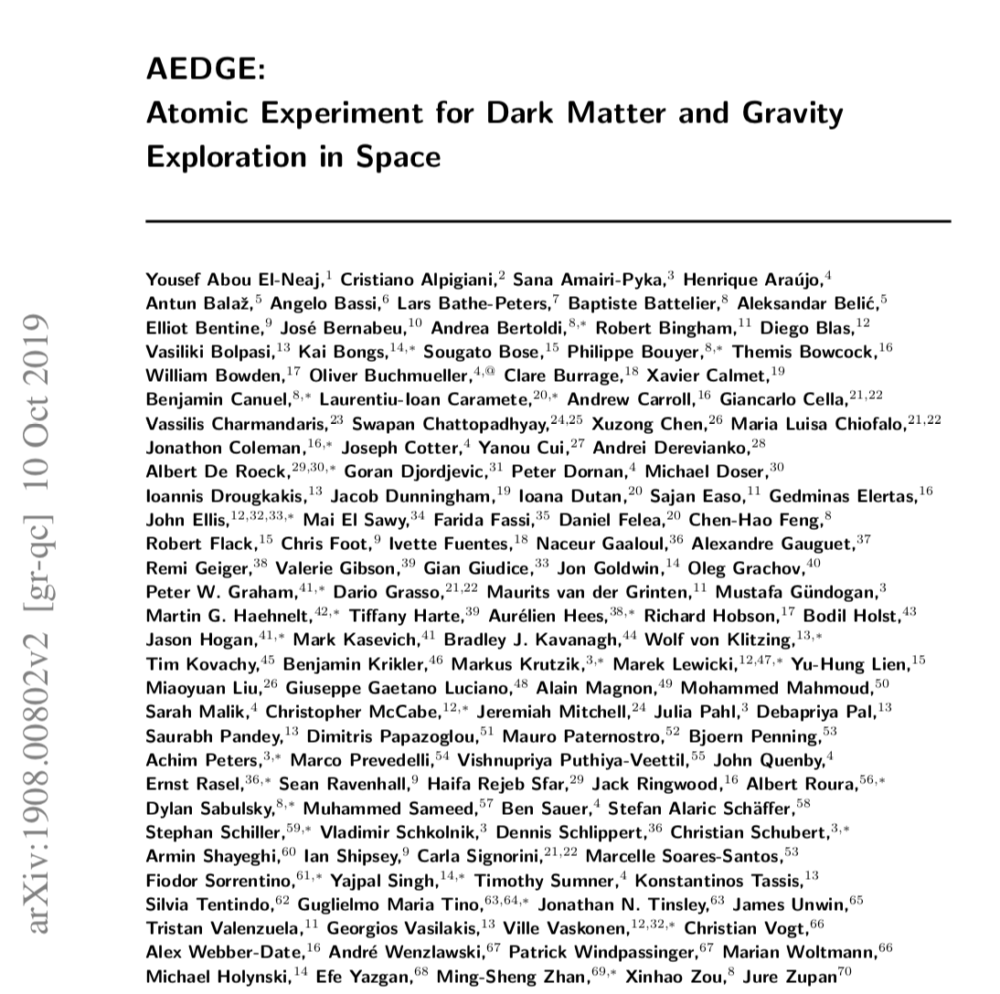 AEDGE:
Atomic Experiment for Dark Matter and Gravity
Exploration in Space
Yousef Abou El-Neaj,1 Cristiano Alpigiani,2 Sana Amairi-Pyka,3 Henrique Araújo,4
Antun Balaž,5 Angelo Bassi,6 Lars Bathe-Peters,7 Baptiste Battelier,8 Aleksandar Belić,5
Elliot Bentine,9 José Bernabeu,10 Andrea Bertoldi,8,∗ Robert Bingham,11 Diego Blas,12
Vasiliki Bolpasi,13 Kai Bongs,14,∗ Sougato Bose,15 Philippe Bouyer,8,∗ Themis Bowcock,16
William Bowden,17 Oliver Buchmueller,4,@ Clare Burrage,18 Xavier Calmet,19
Benjamin Canuel,8,∗ Laurentiu-Ioan Caramete,20,∗ Andrew Carroll,16 Giancarlo Cella,21,22
Vassilis Charmandaris,23 Swapan Chattopadhyay,24,25 Xuzong Chen,26 Maria Luisa Chiofalo,21,22
Jonathon Coleman,16,∗ Joseph Cotter,4 Yanou Cui,27 Andrei Derevianko,28
Albert De Roeck,29,30,∗ Goran Djordjevic,31 Peter Dornan,4 Michael Doser,30
Ioannis Drougkakis,13 Jacob Dunningham,19 Ioana Dutan,20 Sajan Easo,11 Gedminas Elertas,16
John Ellis,12,32,33,∗ Mai El Sawy,34 Farida Fassi,35 Daniel Felea,20 Chen-Hao Feng,8
Robert Flack,15 Chris Foot,9 Ivette Fuentes,18 Naceur Gaaloul,36 Alexandre Gauguet,37
Remi Geiger,38 Valerie Gibson,39 Gian Giudice,33 Jon Goldwin,14 Oleg Grachov,40
Peter W. Graham,41,∗ Dario Grasso,21,22 Maurits van der Grinten,11 Mustafa Gündogan,3
Martin G. Haehnelt,42,∗ Tiffany Harte,39 Aurélien Hees,38,∗ Richard Hobson,17 Bodil Holst,43
Jason Hogan,41,∗ Mark Kasevich,41 Bradley J. Kavanagh,44 Wolf von Klitzing,13,∗
Tim Kovachy,45 Benjamin Krikler,46 Markus Krutzik,3,∗ Marek Lewicki,12,47,∗ Yu-Hung Lien,15
Miaoyuan Liu,26 Giuseppe Gaetano Luciano,48 Alain Magnon,49 Mohammed Mahmoud,50
Sarah Malik,4 Christopher McCabe,12,∗ Jeremiah Mitchell,24 Julia Pahl,3 Debapriya Pal,13
Saurabh Pandey,13 Dimitris Papazoglou,51 Mauro Paternostro,52 Bjoern Penning,53
Achim Peters,3,∗ Marco Prevedelli,54 Vishnupriya Puthiya-Veettil,55 John Quenby,4
Ernst Rasel,36,∗ Sean Ravenhall,9 Haifa Rejeb Sfar,29 Jack Ringwood,16 Albert Roura,56,∗
Dylan Sabulsky,8,∗ Muhammed Sameed,57 Ben Sauer,4 Stefan Alaric Schäffer,58
Stephan Schiller,59,∗ Vladimir Schkolnik,3 Dennis Schlippert,36 Christian Schubert,3,∗
Armin Shayeghi,60 Ian Shipsey,9 Carla Signorini,21,22 Marcelle Soares-Santos,53
Fiodor Sorrentino,61,∗ Yajpal Singh,14,∗ Timothy Sumner,4 Konstantinos Tassis,13
Silvia Tentindo,62 Guglielmo Maria Tino,63,64,∗ Jonathan N. Tinsley,63 James Unwin,65
Tristan Valenzuela,11 Georgios Vasilakis,13 Ville Vaskonen,12,32,∗ Christian Vogt,66
Alex Webber-Date,16 André Wenzlawski,67 Patrick Windpassinger,67 Marian Woltmann,66
Michael Holynski,14 Efe Yazgan,68 Ming-Sheng Zhan,69,∗ Xinhao Zou,8 Jure Zupan70
arXiv:1908.00802v2 [gr-qc] 10 Oct 2019